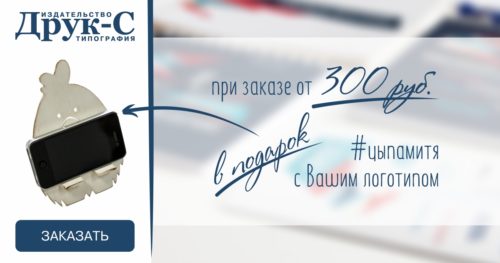 ИЗДАТЕЛЬСТВО
Друк-С
ТИПОГРАФИЯ
при заказе от 300 руб.
в подарок
#цыпамитя
с Вашим логотипом
ЗАКАЗАТЬ